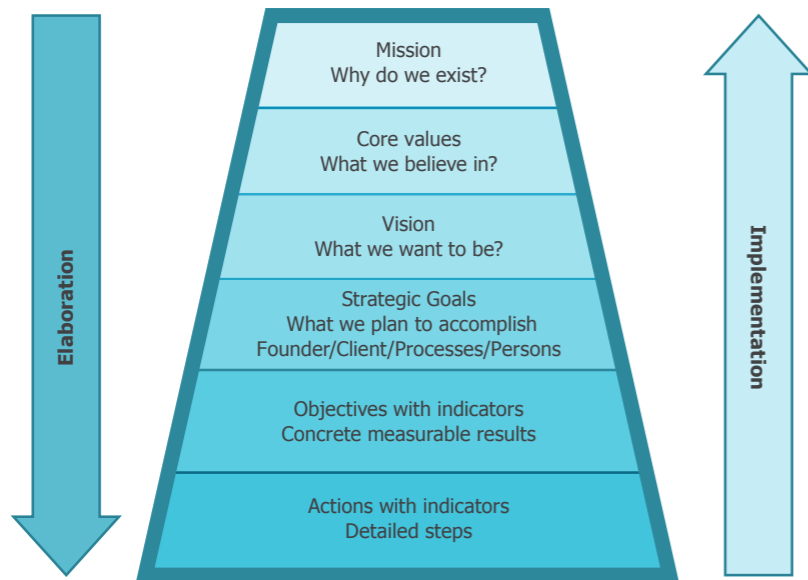 Mission
Why do we exist?
Core values
What we believe in?
Vision
What we want to be?
Strategic Goals
What we plan to accomplish
Founder/Client/Processes/Persons
Objectives with indicators
Concrete measurable results
Actions with indicators
Detailed steps
Elaboration
Implementation